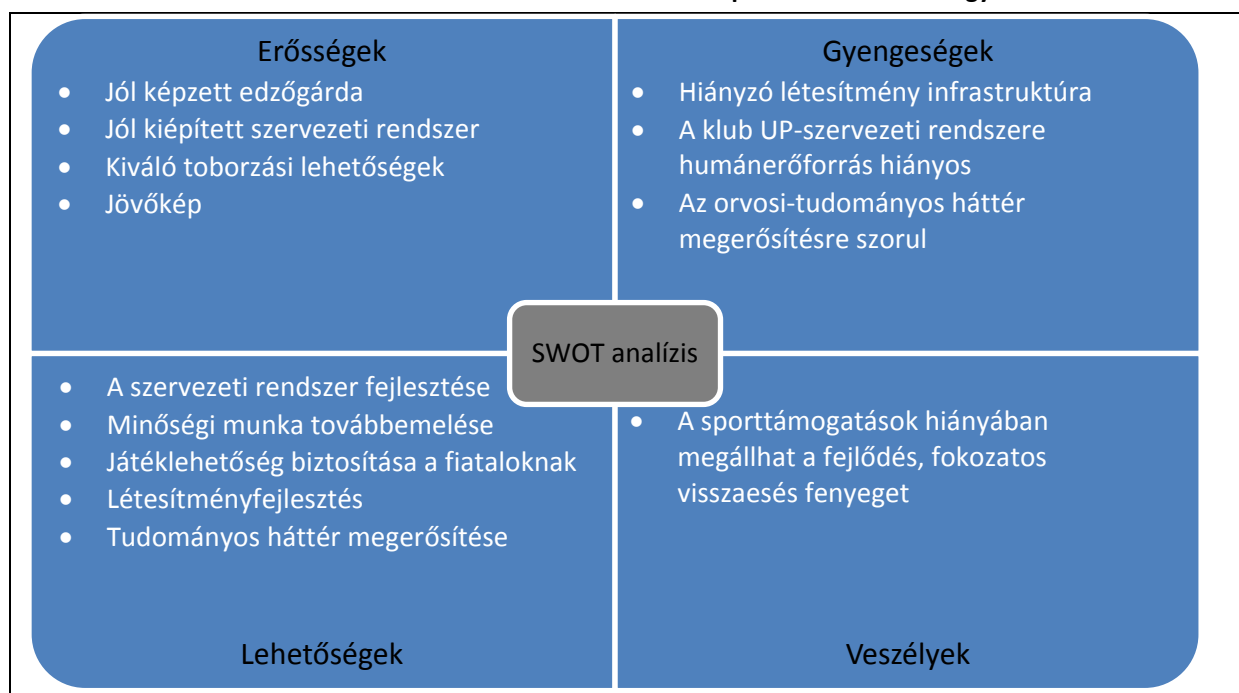 Erősségek
• Jól képzett edzőgárda
• Jól kiépített szervezeti rendszer
• Kiváló toborzási lehetőségek
• Jövőkép
Gyengeségek
• Hiányzó létesítmény infrastruktúra
• A klub UP-szervezeti rendszere
humánerőforrás hiányos
• Az orvosi-tudományos háttér
megerősítésre szorul
SWOT analízis
• A szervezeti rendszer fejlesztése
• Minőségi munka továbbemelése
• Játéklehetőség biztosítása a fiataloknak
• Létesítményfejlesztés
• Tudományos háttér megerősítése
Lehetőségek
• A sporttámogatások hiányában
megállhat a fejlődés, fokozatos
visszaesés fenyeget
Veszélyek